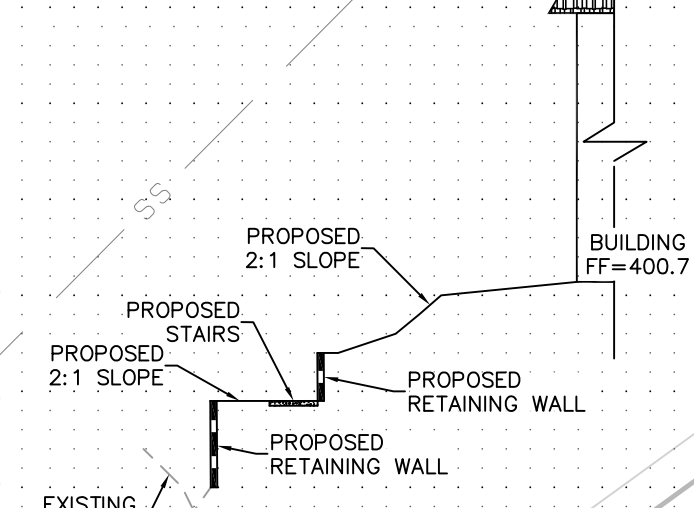 SS
PROPOSED
2:1 SLOPE
BUILDING
FF=400.7
PROPOSED
STAIRS
PROPOSED
2:1 SLOPE
PROPOSED
RETAINING WALL
PROPOSED
RETAINING WALL
EXISTING